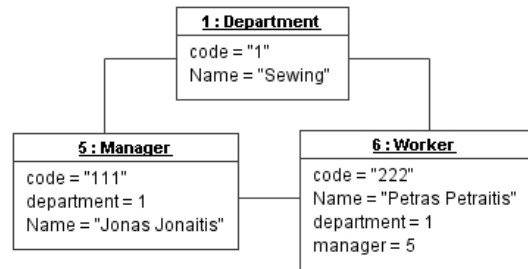 1 : Department
code = "1"
Name = "Sewing"
5 : Manager
code = "111"
department = 1
Name = "Jonas Jonaitis"
6 : Worker
code = "222"
Name = "Petras Petraitis"
department = 1
manager = 5